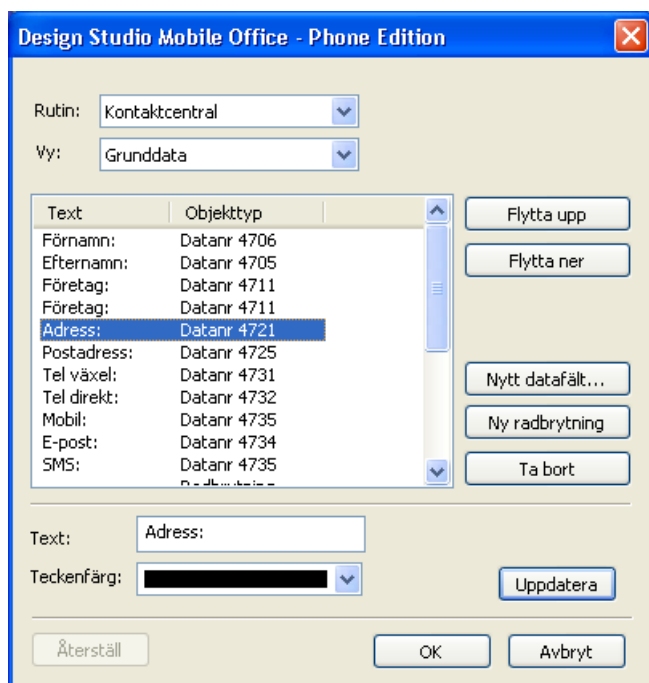 Design Studio Mobile Office - Phone Edition
Rutin: Kontaktcentral
Vy: Grunddata
Text Objekttyp
Flytta upp
Förnamn: Datanr 4706
Efternamn: Datanr 4705
Flytta ner
Företag: Datanr 4711
Företag: Datanr 4711
Adress: Datanr 4721
Postadress: Datanr 4725
Tel växel: Datanr 4731
Nytt datafält...
Tel direkt: Datanr 4732
Mobil: Datanr 4735
Ny radbrytning
E-post: Datanr 4734
SMS: Datanr 4735
Ta bort
Radbrytning
Text: Adress:
Teckenfärg:
Uppdatera
Återställ OK Avbryt